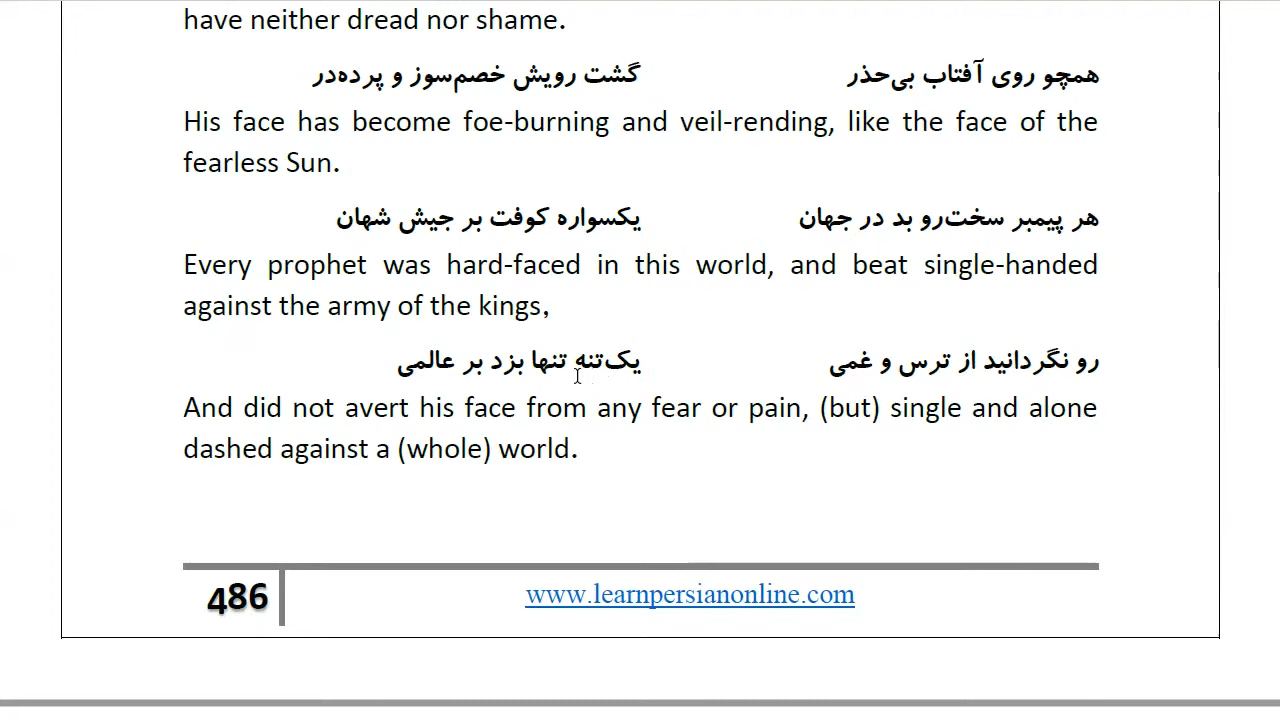 have neither dread nor shame.
همچو روی آفتاب بی‌حذر گشت رویش خصم‌سوز و پرده‌در
His face has become foe-burning and veil-rending, like the face of the
fearless Sun.
هر پیمبر سخت‌رو بد در جهان یکسواره کوفت بر جیش شهان
Every prophet was hard-faced in this world, and beat single-handed
against the army of the kings,
رو نگردانید از ترس و غمی یک‌تنه تنها بزد بر عالمی
And did not avert his face from any fear or pain, (but) single and alone
dashed against a (whole) world.
486 www.learnpersianonline.com